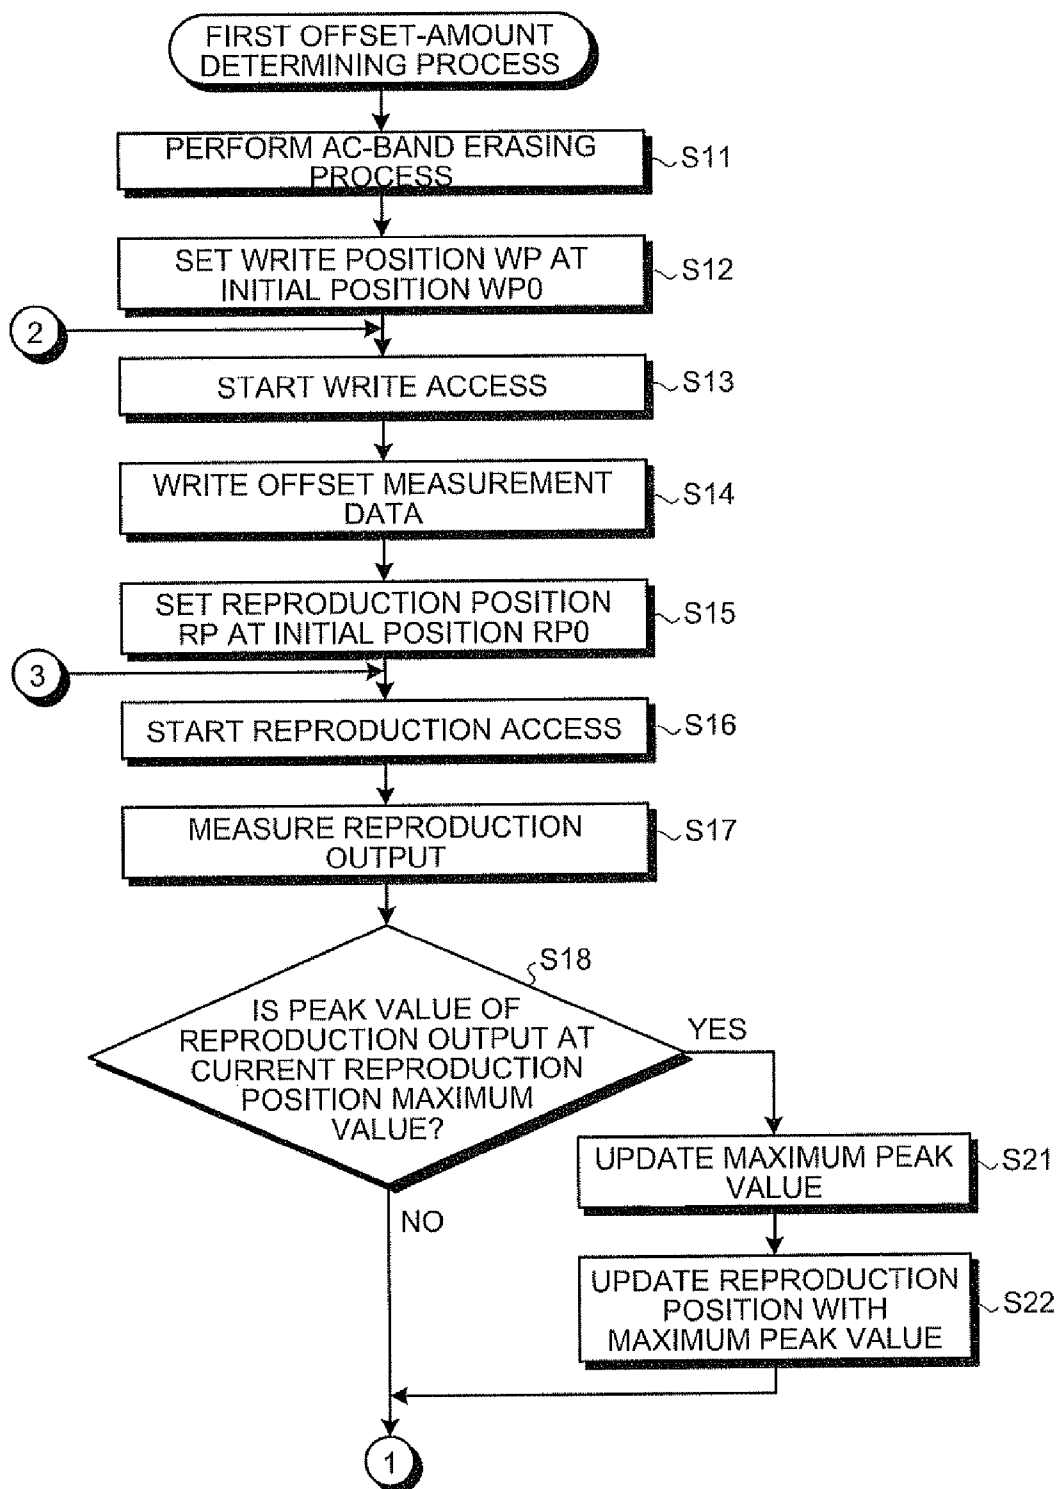 FIRST OFFSET-AMOUNT
DETERMINING PROCESS
PERFORM AC-BAND ERASING
PROCESS
S11
SET WRITE POSITION WP AT
INITIAL POSITION WP0
S12
2
START WRITE ACCESS
S13
WRITE OFFSET MEASUREMENT
DATA
S14
SET REPRODUCTION POSITION
RP AT INITIAL POSITION RP0
S15
3
START REPRODUCTION ACCESS
S16
MEASURE REPRODUCTION
OUTPUT
S17
S18
IS PEAK VALUE OF
REPRODUCTION OUTPUT AT
CURRENT REPRODUCTION
POSITION MAXIMUM
VALUE?
YES
NO
UPDATE MAXIMUM PEAK
VALUE
S21
UPDATE REPRODUCTION
POSITION WITH
MAXIMUM PEAK VALUE
S22
1